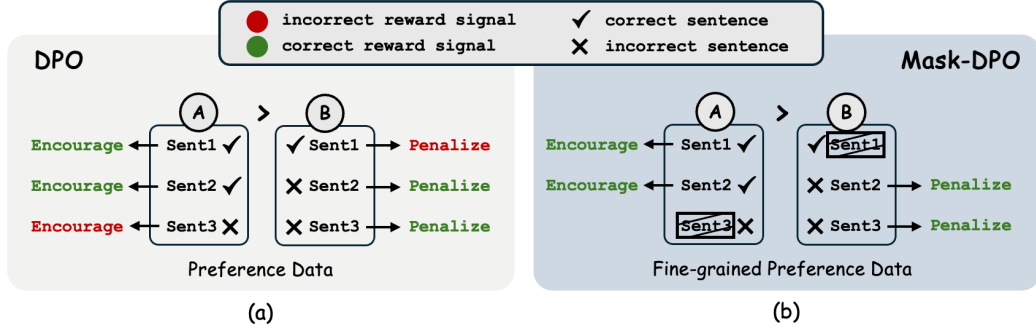 incorrect reward signal
correct sentence
correct reward signal
incorrect sentence
DPO
A > B
Encourage Sent1 Sent1 Penalize
Encourage Sent2 Sent2 Penalize
Encourage Sent3 Sent3 Penalize
Preference Data
(a)
Mask-DPO
A > B
Encourage Sent1 Sent1
Encourage Sent2 Sent2 Penalize
Sent3 Sent3 Penalize
Fine-grained Preference Data
(b)